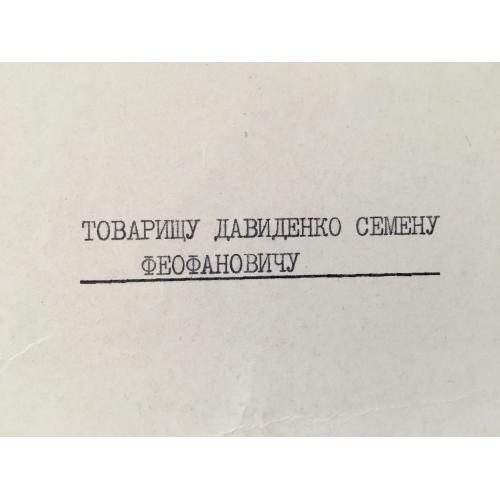 ТОВАРИЩУ ДАВИДЕНКО СЕМЕНУ
ФЕОФАНОВИЧУ